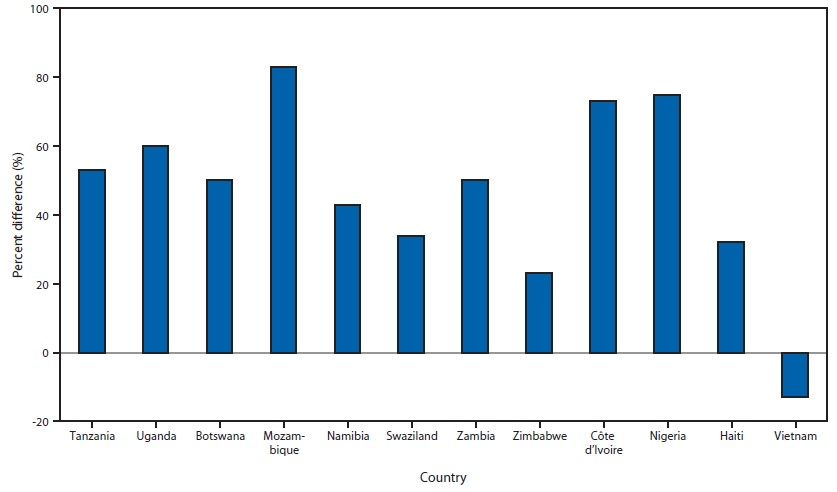 100
80
60
40
20
0
-20
Percent difference (%)
Tanzania
Uganda
Botswana
Mozam-
bique
Namibia
Swaziland
Zambia
Zimbabwe
Côte
d’Ivoire
Nigeria
Haiti
Vietnam
Country